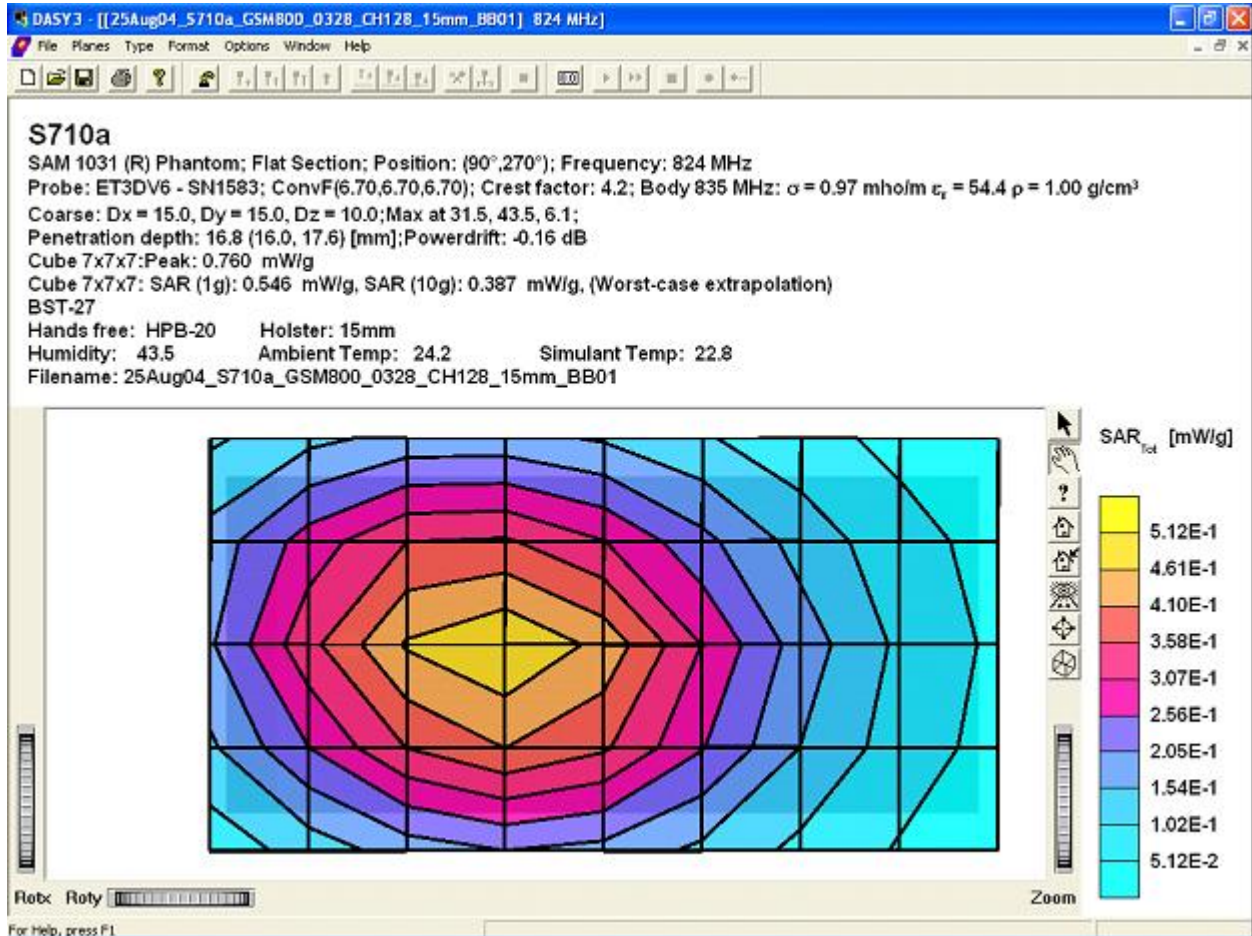 DASY3 - [[25Aug04_S710a_GSM800_0328_CH128_15mm_BB01] 824 MHz]
File Planes Type Format Options Window Help
S710a
SAM 1031 (R) Phantom; Flat Section; Position: (90°,270°); Frequency: 824 MHz
Probe: ET3DV6 - SN1583; ConvF(6.70,6.70,6.70); Crest factor: 4.2; Body 835 MHz: σ = 0.97 mho/m εr = 54.4 ρ = 1.00 g/cm³
Coarse: Dx = 15.0, Dy = 15.0, Dz = 10.0;Max at 31.5, 43.5, 6.1;
Penetration depth: 16.8 (16.0, 17.6) [mm];Powerdrift: -0.16 dB
Cube 7x7x7:Peak: 0.760 mW/g
Cube 7x7x7: SAR (1g): 0.546 mW/g, SAR (10g): 0.387 mW/g, (Worst-case extrapolation)
BST-27
Hands free: HPB-20 Holster: 15mm
Humidity: 43.5 Ambient Temp: 24.2 Simulant Temp: 22.8
Filename: 25Aug04_S710a_GSM800_0328_CH128_15mm_BB01
SAR Tot [mW/g]
5.12E-1
4.61E-1
4.10E-1
3.58E-1
3.07E-1
2.56E-1
2.05E-1
1.54E-1
1.02E-1
5.12E-2
Rotx Roty Zoom
For Help, press F1